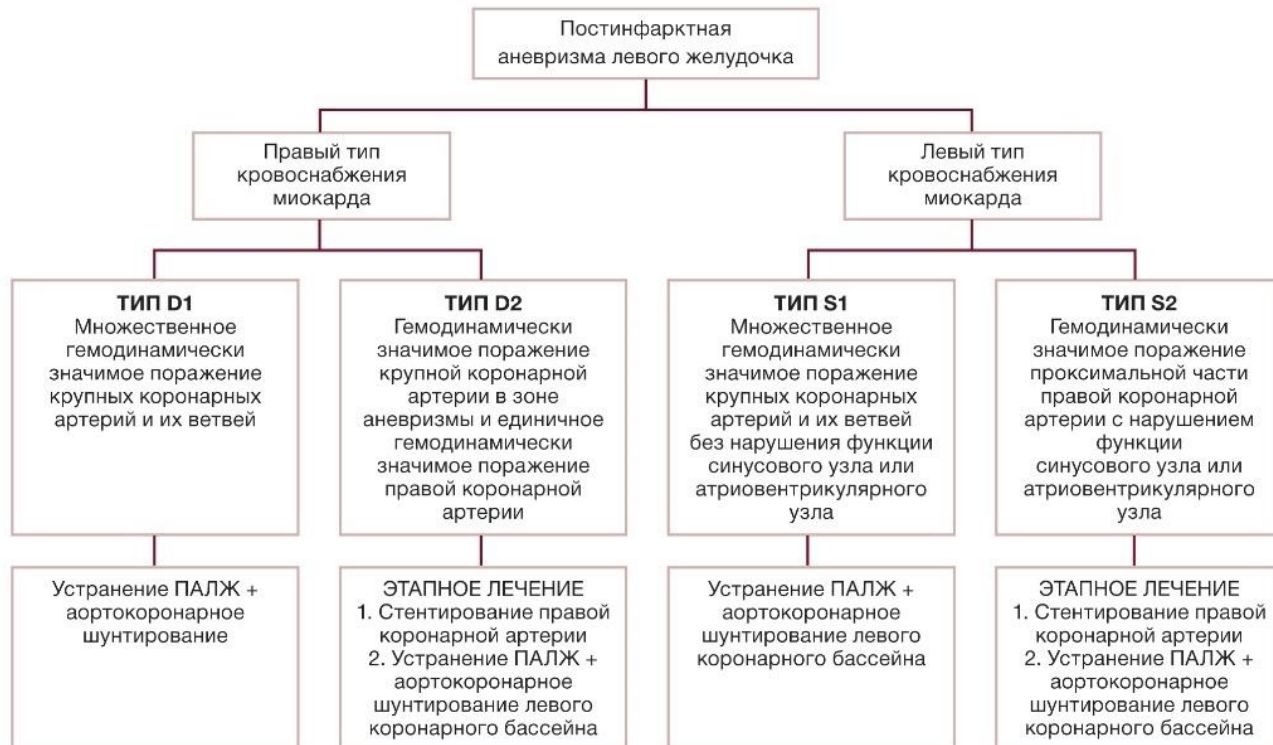 Постинфарктная
аневризма левого желудочка
Правый тип
кровоснабжения
миокарда
Левый тип
кровоснабжения
миокарда
ТИП D1
Множественное
гемодинамически
значимое поражение
крупных коронарных
артерий и их ветвей
ТИП D2
Гемодинамически
значимое поражение
крупной коронарной
артерии в зоне
аневризмы и единичное
гемодинамически
значимое поражение
правой коронарной
артерии
ТИП S1
Множественное
гемодинамически
значимое поражение
крупных коронарных
артерий и их ветвей
без нарушения функции
синусового узла или
атриовентрикулярного
узла
ТИП S2
Гемодинамически
значимое поражение
проксимальной части
правой коронарной
артерии с нарушением
функции
синусового узла или
атриовентрикулярного
узла
Устранение ПАЛЖ +
аортокоронарное
шунтирование
ЭТАПНОЕ ЛЕЧЕНИЕ
1. Стентирование правой
коронарной артерии
2. Устранение ПАЛЖ +
аортокоронарное
шунтирование левого
коронарного бассейна
Устранение ПАЛЖ +
аортокоронарное
шунтирование левого
коронарного бассейна
ЭТАПНОЕ ЛЕЧЕНИЕ
1. Стентирование правой
коронарной артерии
2. Устранение ПАЛЖ +
аортокоронарное
шунтирование левого
коронарного бассейна